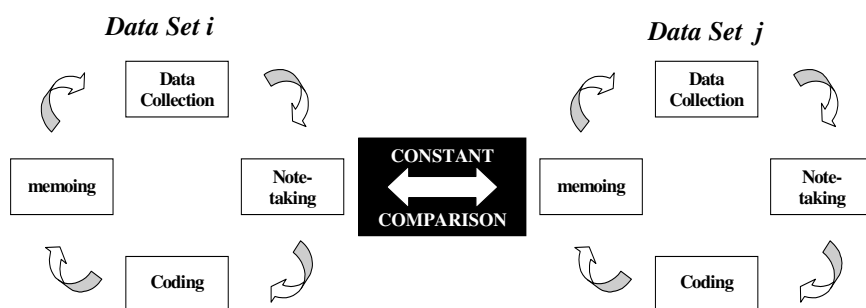 Data Set i
Data
Collection
memoing
Note-
taking
Coding
CONSTANT
COMPARISON
Data Set j
Data
Collection
memoing
Note-
taking
Coding